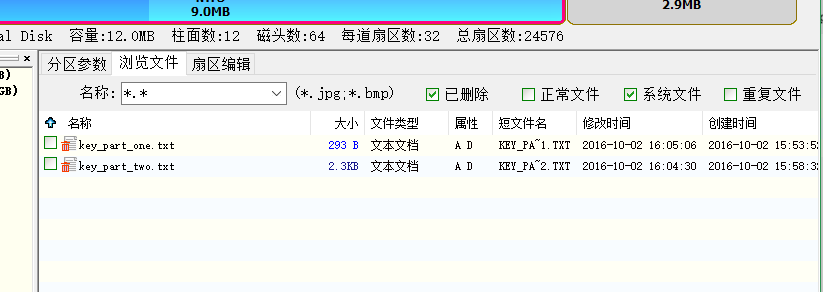 9.0MB
2.9MB
al Disk 容量:12.0MB 柱面数:12 磁头数:64 每道扇区数:32 总扇区数:24576
分区参数 浏览文件 扇区编辑
B)
GB)
名称: *.* (*.jpg;*.bmp) 已删除 正常文件 系统文件 重复文件
名称 大小 文件类型 属性 短文件名 修改时间 创建时间
key_part_one.txt 293 B 文本文档 A D KEY_PA~1.TXT 2016-10-02 16:05:06 2016-10-02 15:53:52
key_part_two.txt 2.3KB 文本文档 A D KEY_PA~2.TXT 2016-10-02 16:04:30 2016-10-02 15:58:32